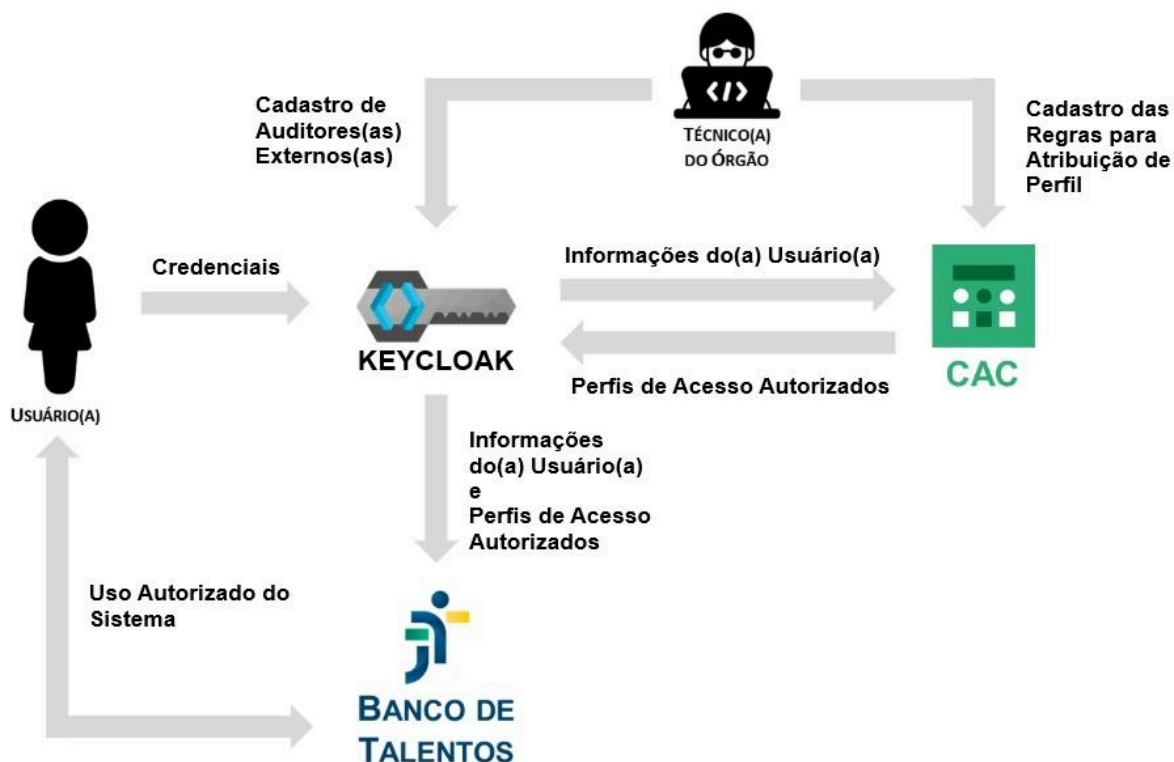 Cadastro de
Auditores(as)
Externos(as)
</>
TÉCNICO(A)
DO ÓRGÃO
Cadastro das
Regras para
Atribuição de
Perfil
Credenciais
Informações do(a) Usuário(a)
KEYCLOAK
Perfis de Acesso Autorizados
CAC
USUÁRIO(A)
Informações
do(a) Usuário(a)
e
Perfis de Acesso
Autorizados
Uso Autorizado do
Sistema
BANCO DE
TALENTOS